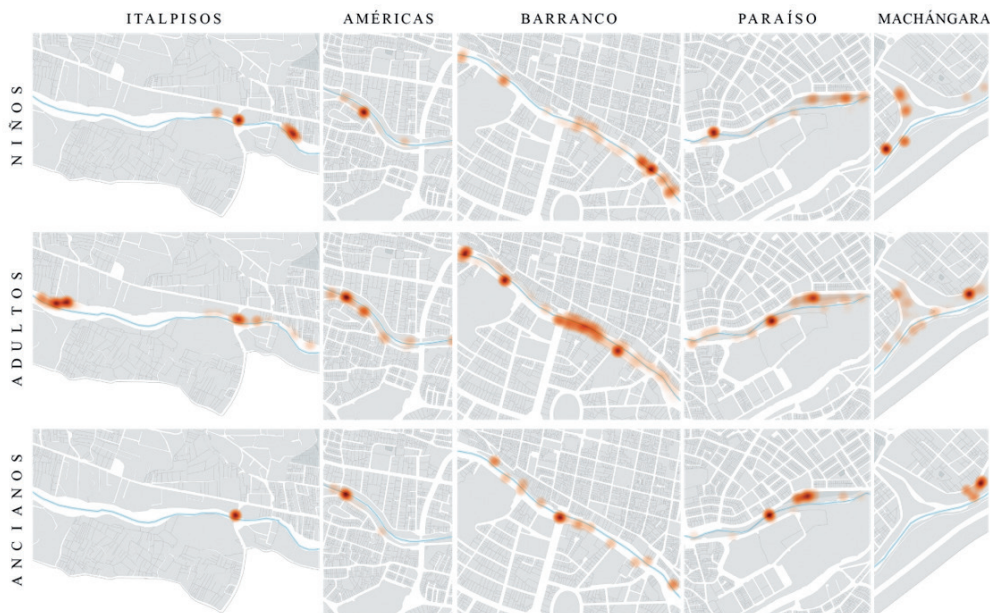 ITALPISOS AMÉRICAS BARRANCO PARAÍSO MACHÁNGARA
NIÑOS
ADULTOS
ANCIANOS